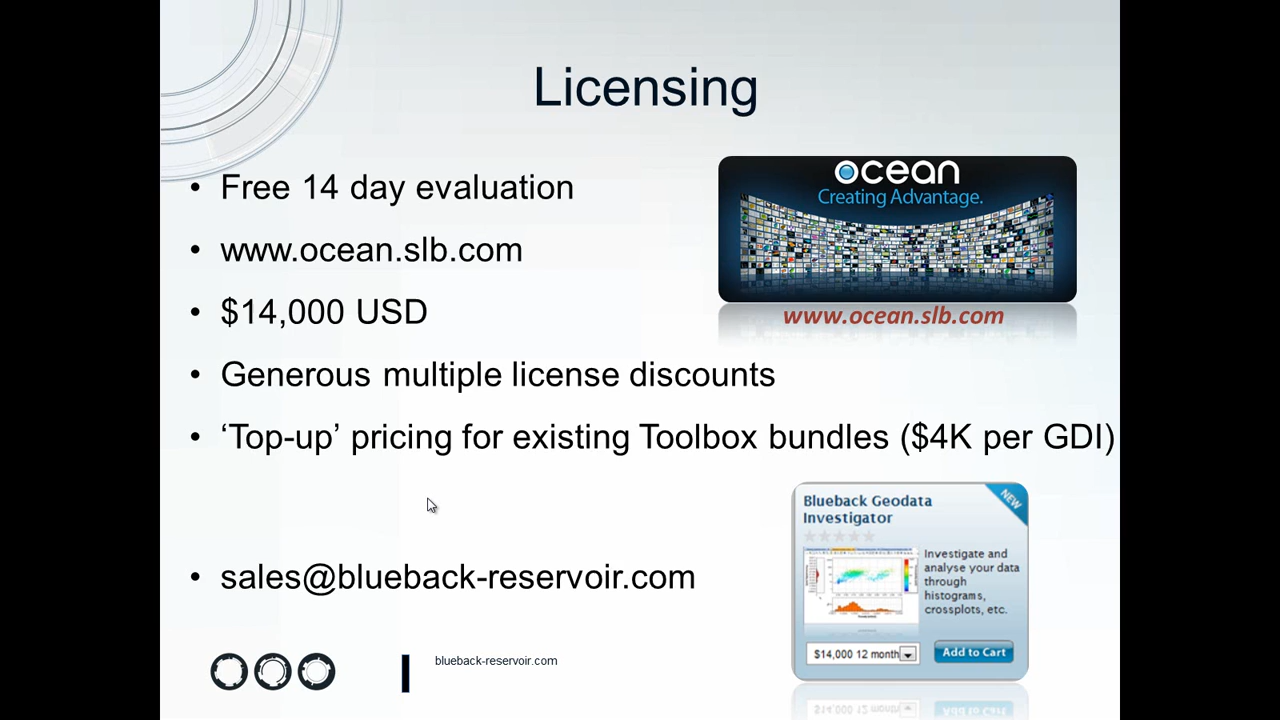 Licensing
• Free 14 day evaluation
• www.ocean.slb.com
• $14,000 USD
• Generous multiple license discounts
• ‘Top-up’ pricing for existing Toolbox bundles ($4K per GDI)
• sales@blueback-reservoir.com
ocean
Creating Advantage.
www.ocean.slb.com
Blueback Geodata
Investigator
NEW
Investigate and
analyse your data
through
histograms,
crossplots, etc.
$14,000 12 month
Add to Cart
blueback-reservoir.com